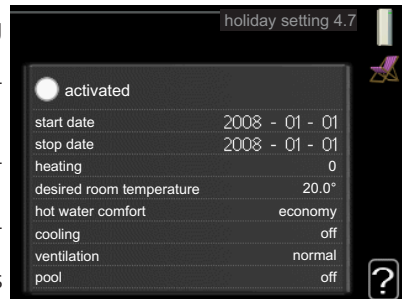 holiday setting 4.7
activated
start date 2008 - 01 - 01
stop date 2008 - 01 - 01
heating 0
desired room temperature 20.0°
hot water comfort economy
cooling off
ventilation normal
pool off
?